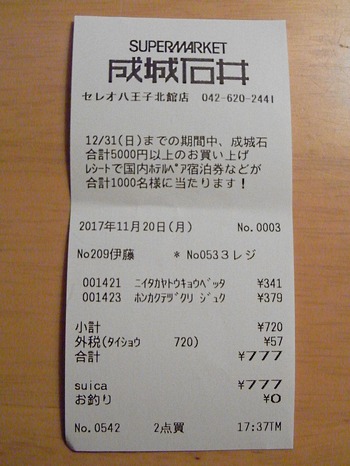 SUPERMARKET
成城石井
セレオ八王子北館店 042-620-2441
12/31(日)までの期間中、成城石
合計5000円以上のお買い上げ
ﾚｼｰﾄで国内ﾎﾃﾙﾍﾟｱ宿泊券などが
合計1000名様に当たります!
2017年11月20日(月) No.0003
No209伊藤 * No0533レジ
001421 ﾆｲﾀｶﾔﾄｳｷｮｳﾍﾞｯﾀ ¥341
001423 ﾎﾝｶｸﾃﾂﾞｸﾘ ｼﾞｭｸ ¥379
小計 ¥720
外税(ﾀｲｼｮｳ 720) ¥57
合計 ¥777
suica ¥777
お釣り ¥0
No.0542 2点買 17:37TM